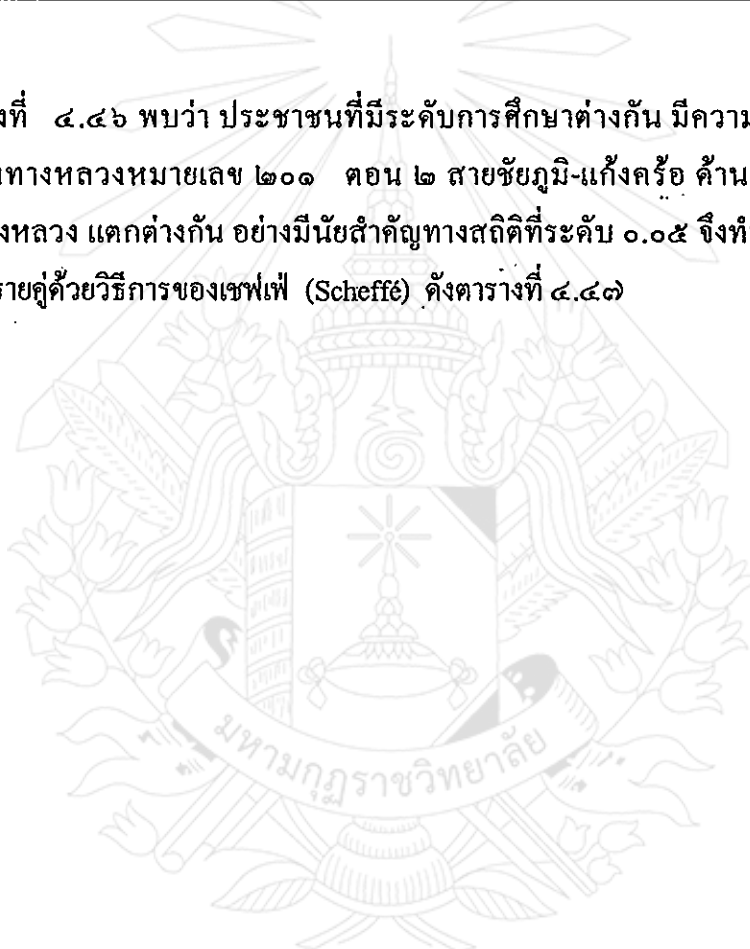 งที่ ๔.๔๖ พบว่า ประชาชนที่มีระดับการศึกษาต่างกัน มีความ
ทางหลวงหมายเลข ๒๐๑ ตอน ๒ สายชัยภูมิ-แก้งคร้อ ด้าน
งหลวง แตกต่างกัน อย่างมีนัยสำคัญทางสถิติที่ระดับ ๐.๐๕ จึงทำ
รายคู่ด้วยวิธีการของเชฟเฟ่ (Scheffé) ดังตารางที่ ๔.๔๗
มหามกุฏราชวิทยาลัย